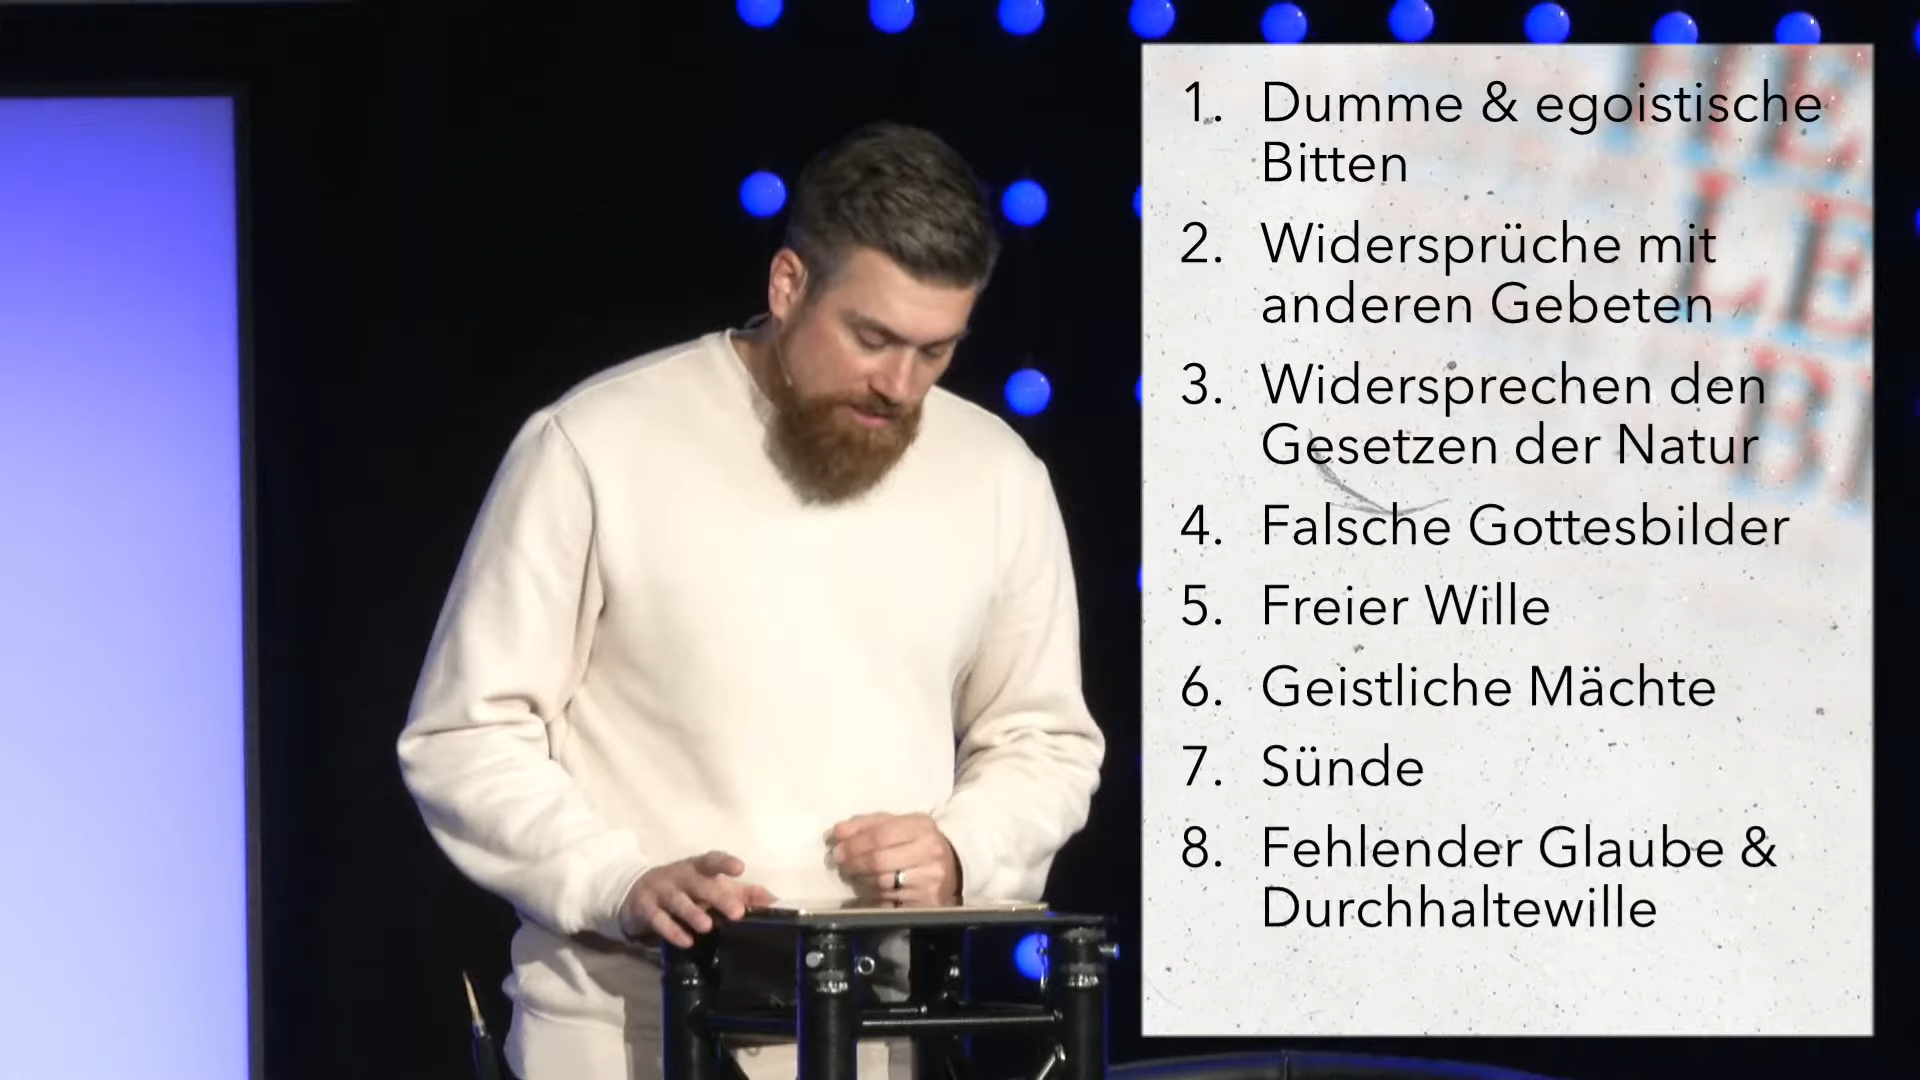 1. Dumme & egoistische
Bitten
2. Widersprüche mit
anderen Gebeten
3. Widersprechen den
Gesetzen der Natur
4. Falsche Gottesbilder
5. Freier Wille
6. Geistliche Mächte
7. Sünde
8. Fehlender Glaube &
Durchhaltewille